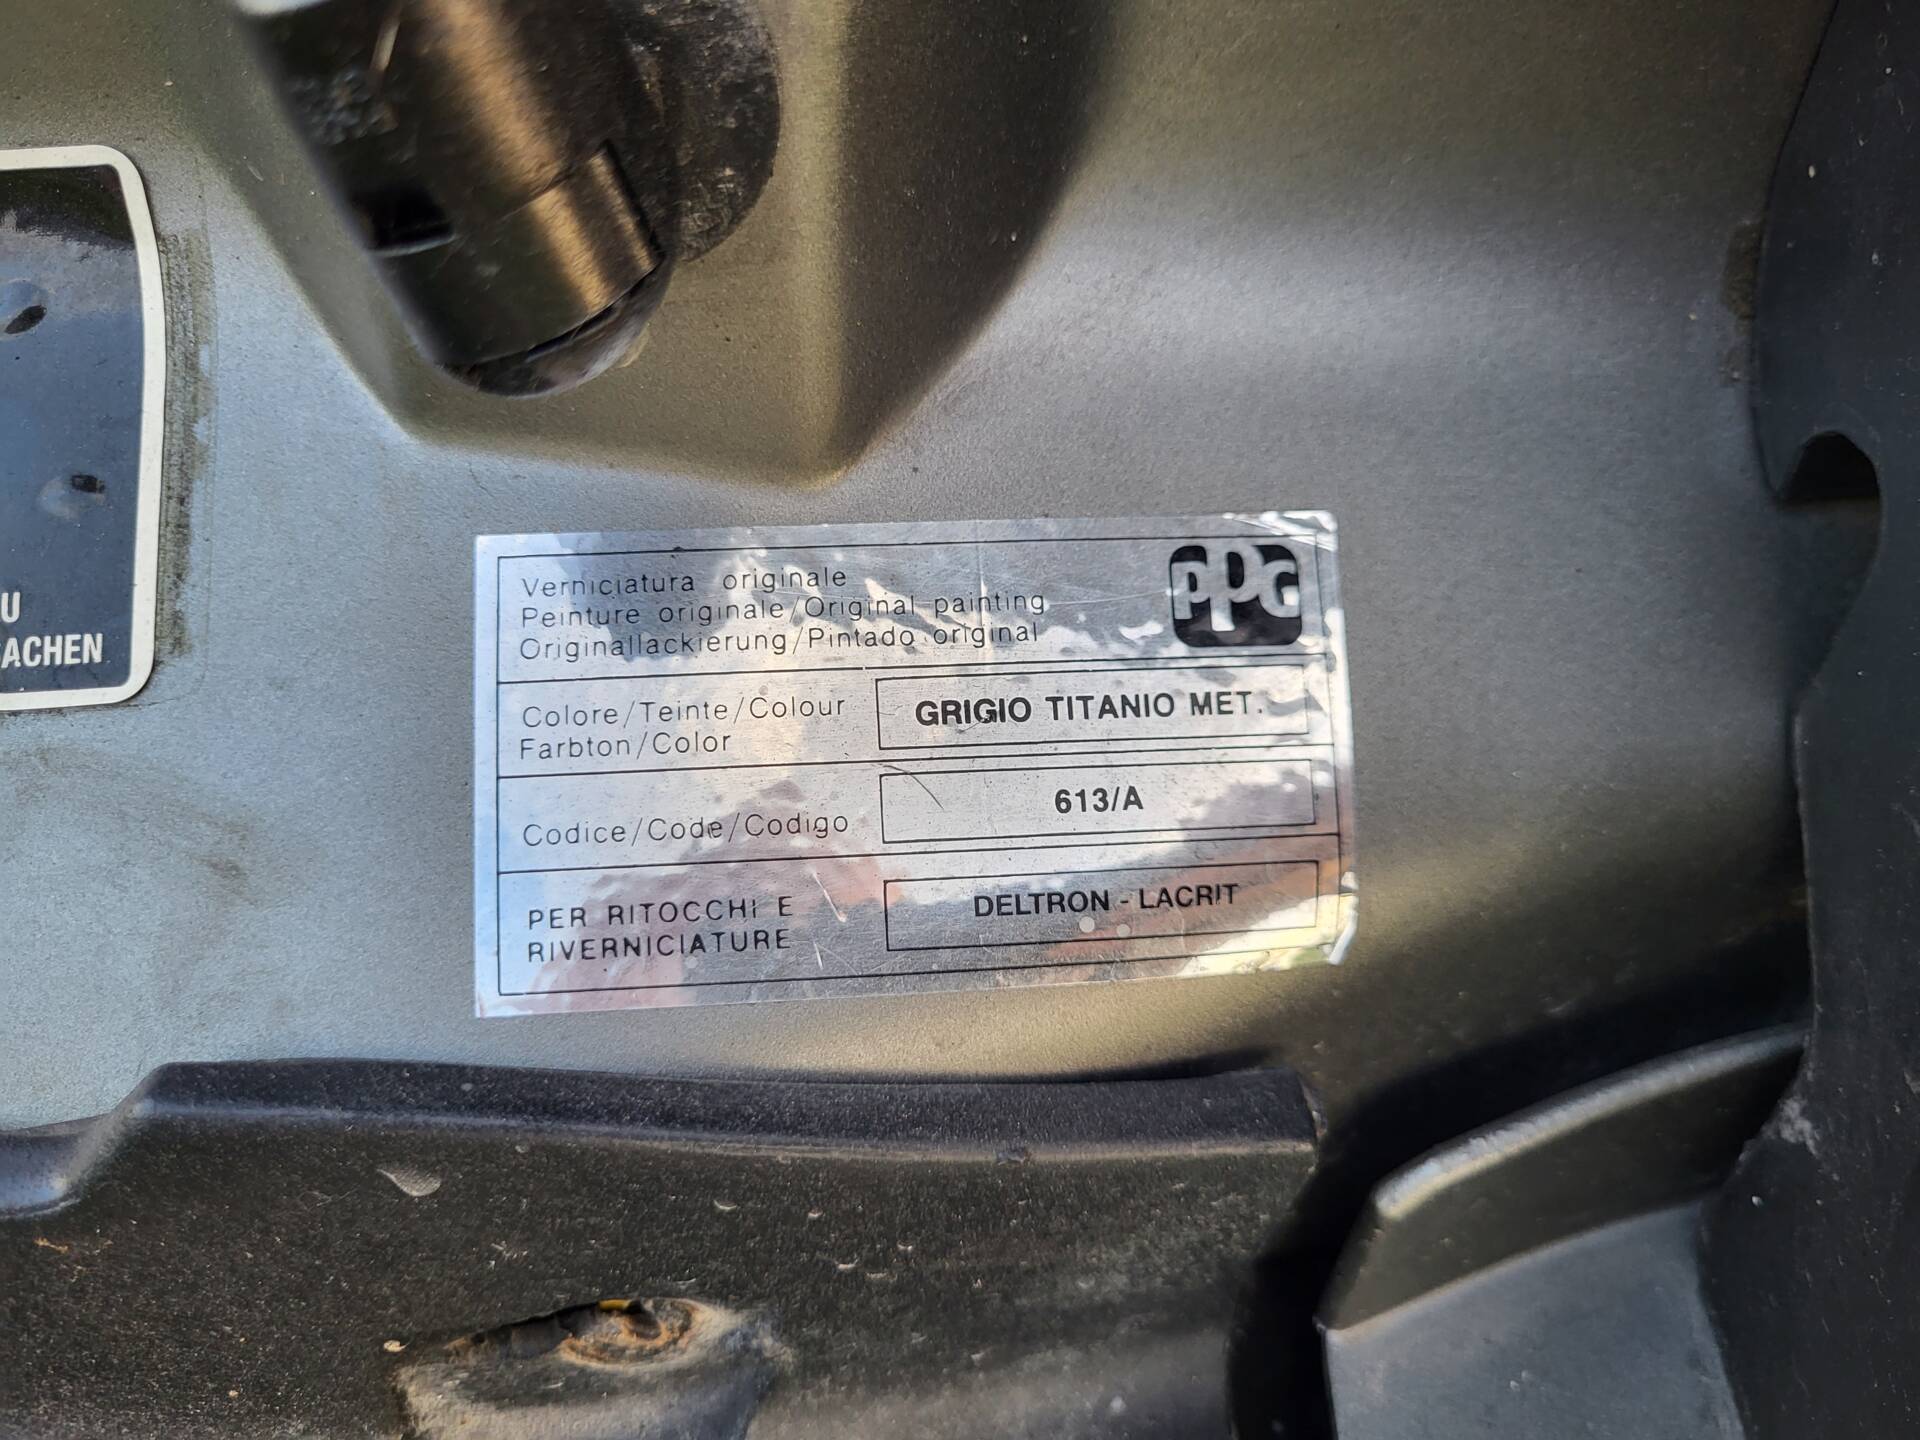 U
ACHEN
Verniciatura originale
Peinture originale/Original painting
Originallackierung/Pintado original
PPG
Colore/Teinte/Colour
Farbton/Color
GRIGIO TITANIO MET.
Codice/Code/Codigo
613/A
PER RITOCCHI E
RIVERNICIATURE
DELTRON - LACRIT